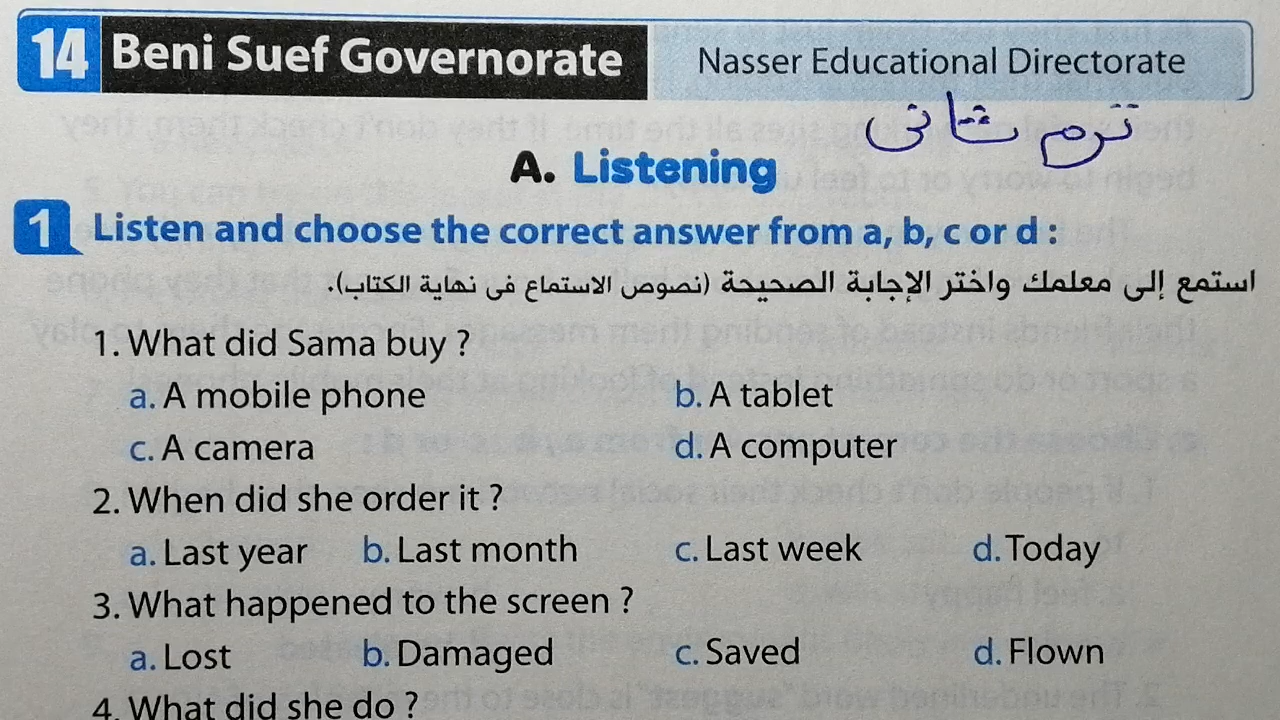 14 Beni Suef Governorate Nasser Educational Directorate
ترم ثانى
A. Listening
1 Listen and choose the correct answer from a, b, c or d :
استمع إلى معلمك واختر الإجابة الصحيحة (نصوص الاستماع فى نهاية الكتاب).
1. What did Sama buy ?
a. A mobile phone b. A tablet
c. A camera d. A computer
2. When did she order it ?
a. Last year b. Last month c. Last week d. Today
3. What happened to the screen ?
a. Lost b. Damaged c. Saved d. Flown
4. What did she do ?